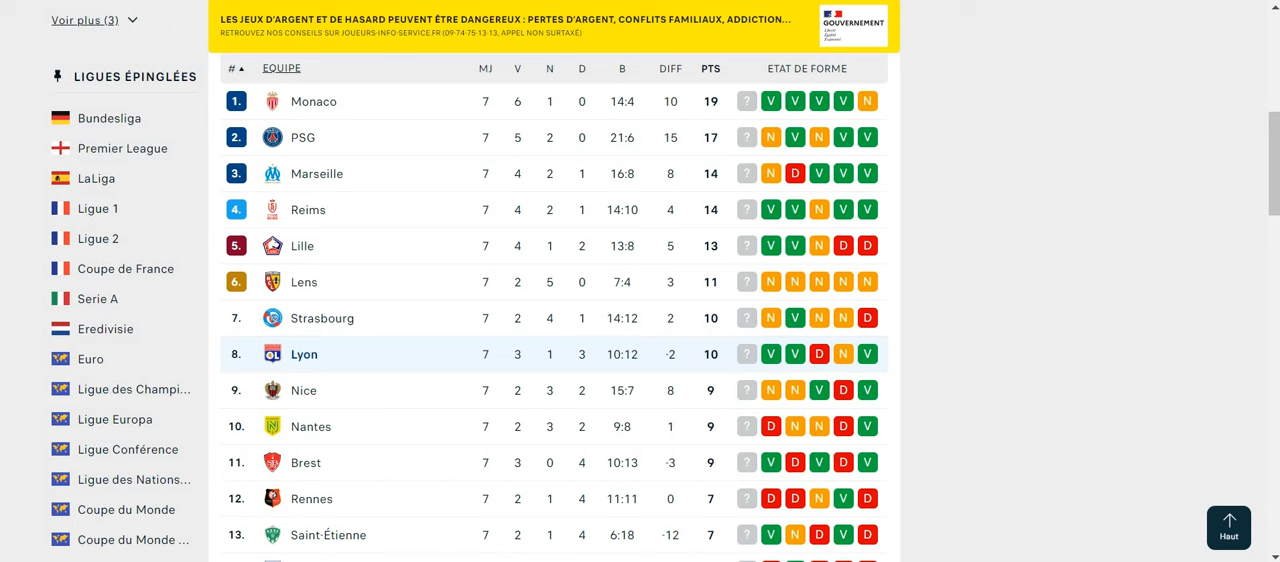 Voir plus (3)
LES JEUX D'ARGENT ET DE HASARD PEUVENT ÊTRE DANGEREUX : PERTES D'ARGENT, CONFLITS FAMILIAUX, ADDICTION...
RETROUVEZ NOS CONSEILS SUR JOUEURS-INFO-SERVICE.FR (09-74-75-13-13, APPEL NON SURTAXÉ)
GOUVERNEMENT
Liberté
Égalité
Fraternité
LIGUES ÉPINGLÉES
Bundesliga
Premier League
LaLiga
Ligue 1
Ligue 2
Coupe de France
Serie A
Eredivisie
Euro
Ligue des Champi...
Ligue Europa
Ligue Conférence
Ligue des Nations...
Coupe du Monde
Coupe du Monde ...
# EQUIPE MJ V N D B DIFF PTS ETAT DE FORME
1. Monaco 7 6 1 0 14:4 10 19 ? V V V V N
2. PSG 7 5 2 0 21:6 15 17 ? N V N V V
3. Marseille 7 4 2 1 16:8 8 14 ? N D V V V
4. Reims 7 4 2 1 14:10 4 14 ? V V N V V
5. Lille 7 4 1 2 13:8 5 13 ? V V N D D
6. Lens 7 2 5 0 7:4 3 11 ? N N N N N
7. Strasbourg 7 2 4 1 14:12 2 10 ? N V N N D
8. Lyon 7 3 1 3 10:12 -2 10 ? V V D N V
9. Nice 7 2 3 2 15:7 8 9 ? N N V D V
10. Nantes 7 2 3 2 9:8 1 9 ? D N N D V
11. Brest 7 3 0 4 10:13 -3 9 ? V D V D V
12. Rennes 7 2 1 4 11:11 0 7 ? D D N V D
13. Saint-Étienne 7 2 1 4 6:18 -12 7 ? V N D V D
Haut